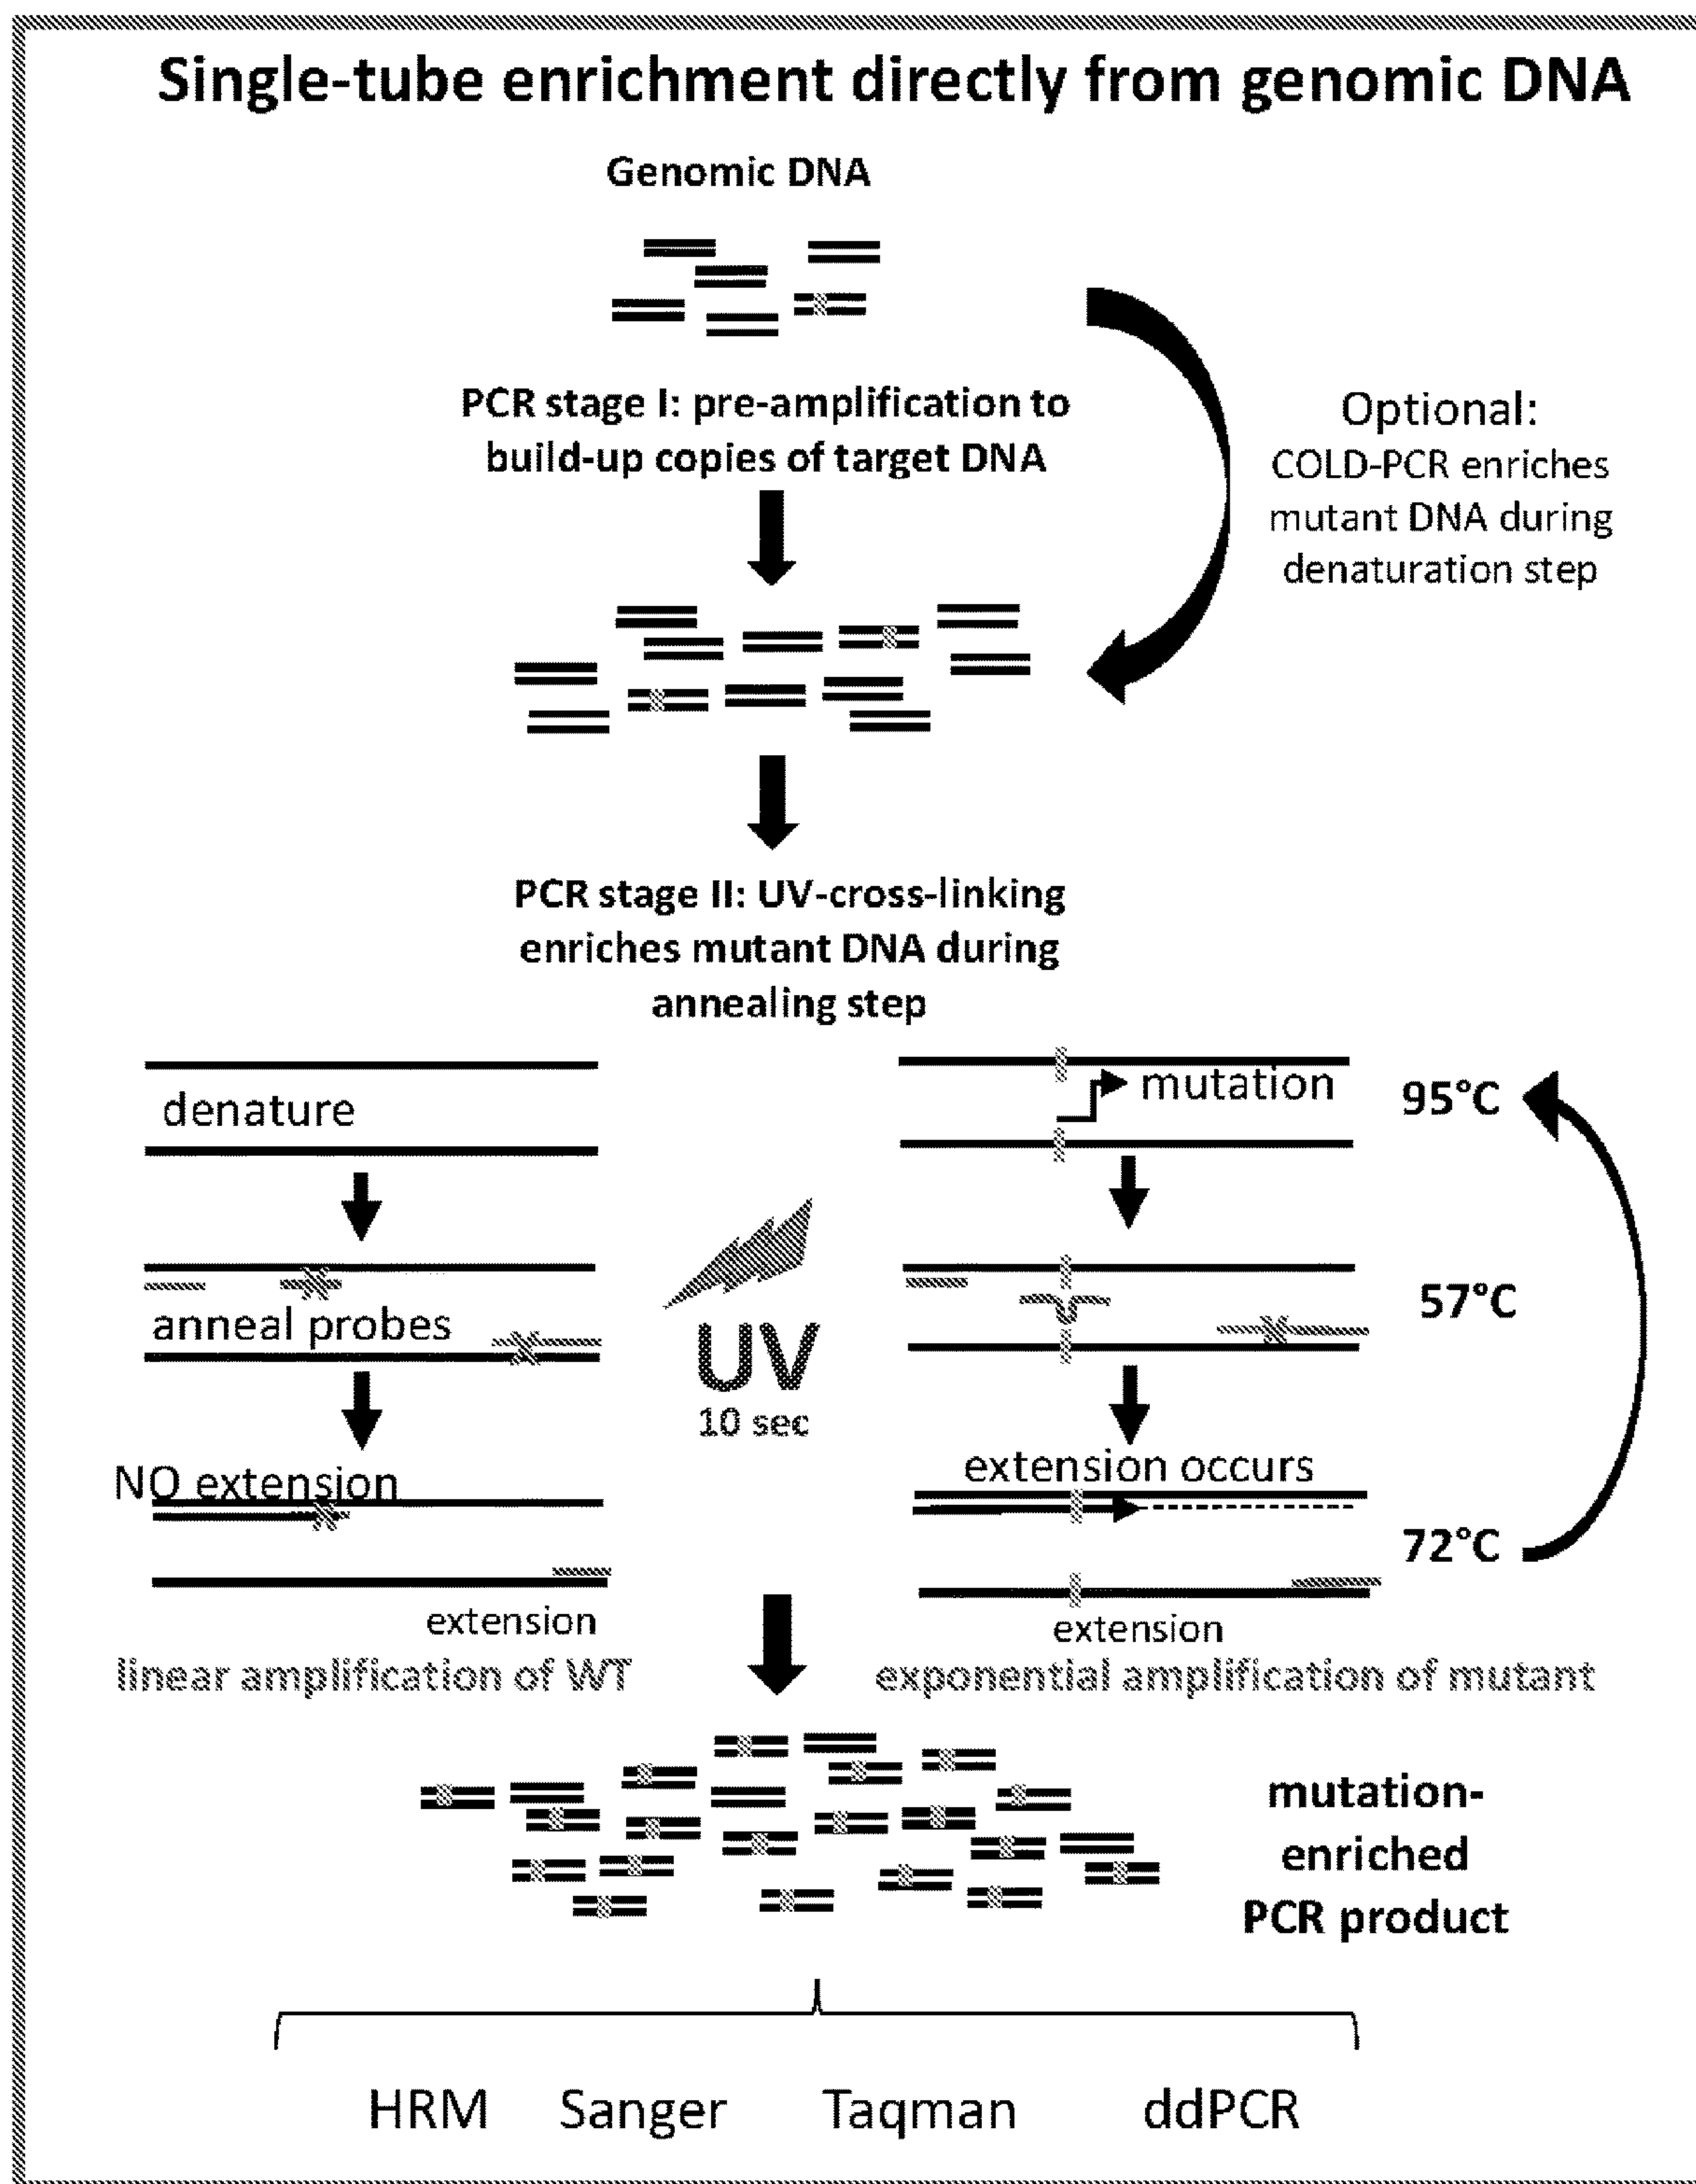 Single-tube enrichment directly from genomic DNA
Genomic DNA
PCR stage I: pre-amplification to
build-up copies of target DNA
Optional:
COLD-PCR enriches
mutant DNA during
denaturation step
PCR stage II: UV-cross-linking
enriches mutant DNA during
annealing step
denature
mutation
95°C
anneal probes
UV
10 sec
57°C
NO extension
extension occurs
72°C
extension
extension
linear amplification of WT
exponential amplification of mutant
mutation-
enriched
PCR product
HRM Sanger Taqman ddPCR